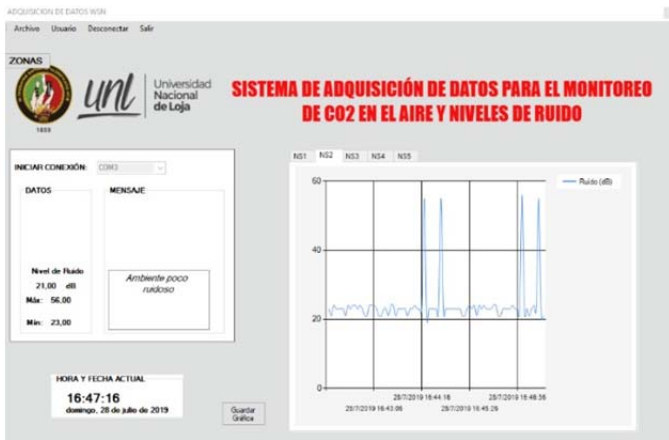 ADQUISICION DE DATOS WSN
Archivo Usuario Desconectar Salir
ZONAS
1859
unl
Universidad
Nacional
de Loja
SISTEMA DE ADQUISICIÓN DE DATOS PARA EL MONITOREO
DE CO2 EN EL AIRE Y NIVELES DE RUIDO
INICIAR CONEXIÓN: COM3
DATOS
MENSAJE
Nivel de Ruido
21,00 dB
Máx: 56,00
Min: 23,00
Ambiente poco
ruidoso
HORA Y FECHA ACTUAL
16:47:16
domingo, 28 de julio de 2019
Guardar
Gráfica
NS1 NS2 NS3 NS4 NS5
Ruido (dB)
60
40
20
0
28/7/2019 16:44:16 28/7/2019 16:46:36
28/7/2019 16:43:06 28/7/2019 16:45:26